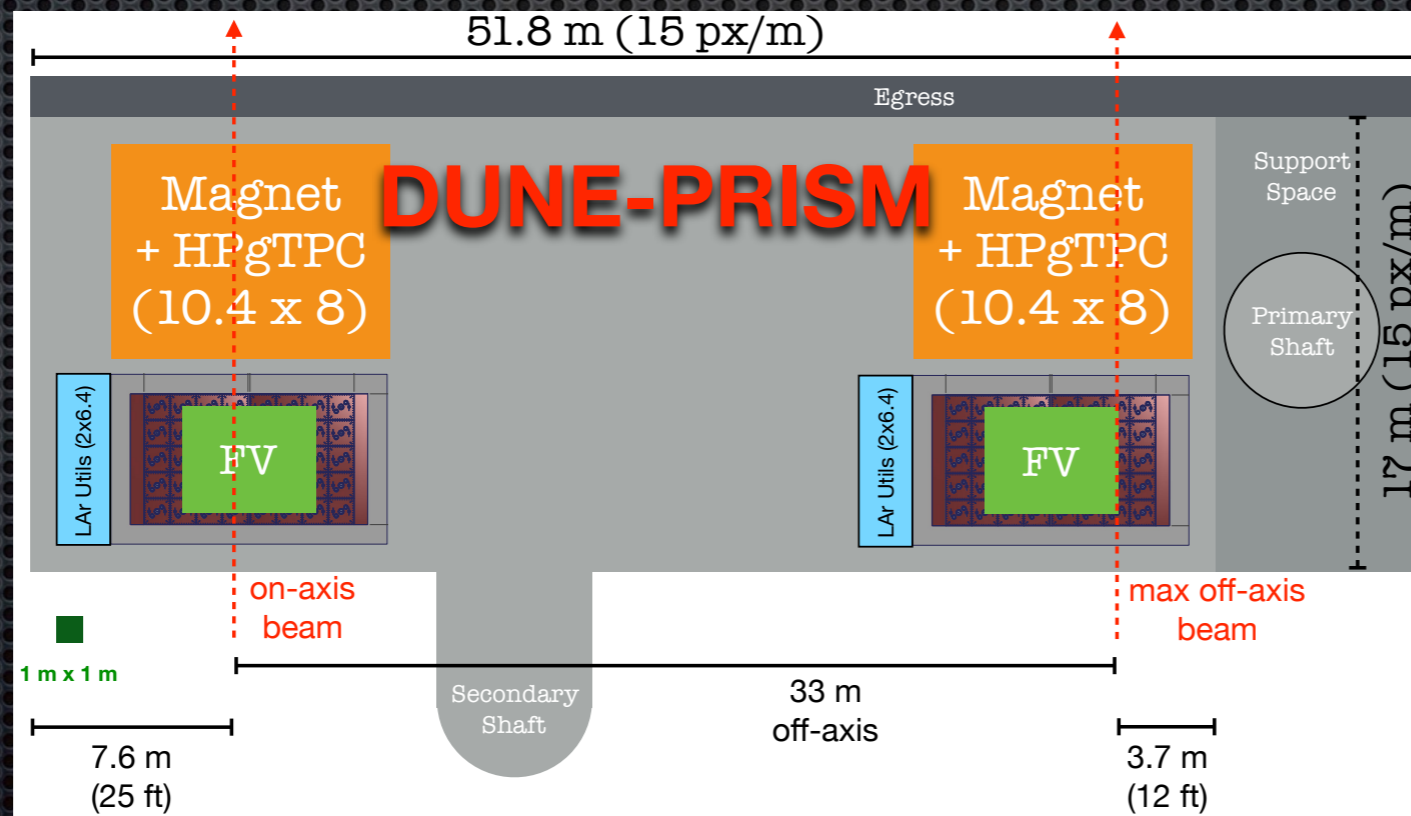 51.8 m (15 px/m)
Egress
Magnet
+ HPgTPC
(10.4 x 8)
DUNE-PRISM
Magnet
+ HPgTPC
(10.4 x 8)
Support
Space
Primary
Shaft
17 m (15 px/m)
LAr Utils (2x6.4)
FV
LAr Utils (2x6.4)
FV
on-axis
beam
max off-axis
beam
1 m x 1 m
Secondary
Shaft
33 m
off-axis
7.6 m
(25 ft)
3.7 m
(12 ft)